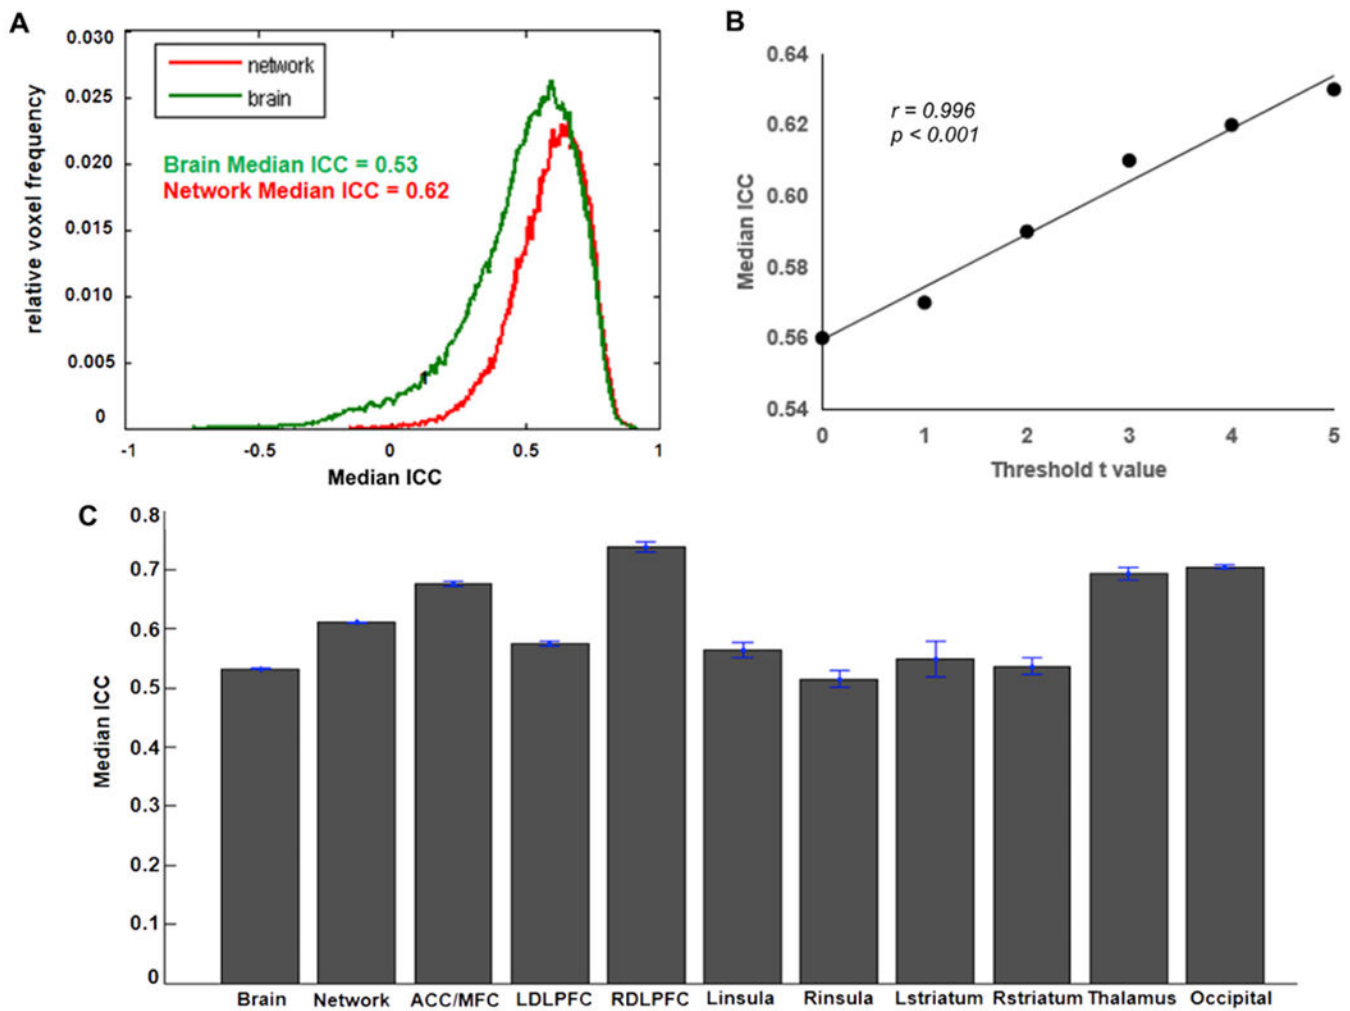 A
0.030
0.025
0.020
0.015
0.010
0.005
0
relative voxel frequency
network
brain
Brain Median ICC = 0.53
Network Median ICC = 0.62
-1 -0.5 0 0.5 1
Median ICC
B
0.64
0.62
0.60
0.58
0.56
0.54
Median ICC
r = 0.996
p < 0.001
0 1 2 3 4 5
Threshold t value
C
0.8
0.7
0.6
0.5
0.4
0.3
0.2
0.1
0
Median ICC
Brain Network ACC/MFC LDLPFC RDLPFC Linsula Rinsula Lstriatum Rstriatum Thalamus Occipital